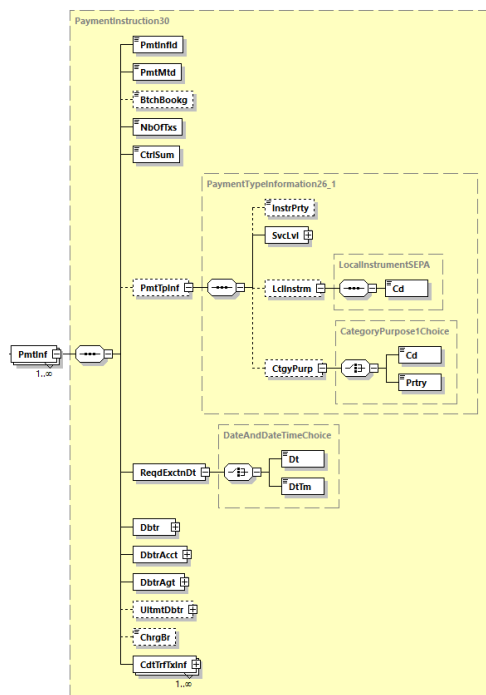 PaymentInstruction30
PmtInfId
PmtMtd
BtchBookg
NbOfTxs
CtrlSum
PaymentTypeInformation26_1
InstrPrty
SvcLvl
LocalInstrumentSEPA
PmtTpInf
LclInstrm
Cd
CategoryPurpose1Choice
Cd
PmtInf
1..∞
CtgyPurp
Prtry
DateAndDateTimeChoice
Dt
ReqdExctnDt
DtTm
Dbtr
DbtrAcct
DbtrAgt
UltmtDbtr
ChrgBr
CdtTrfTxInf
1..∞